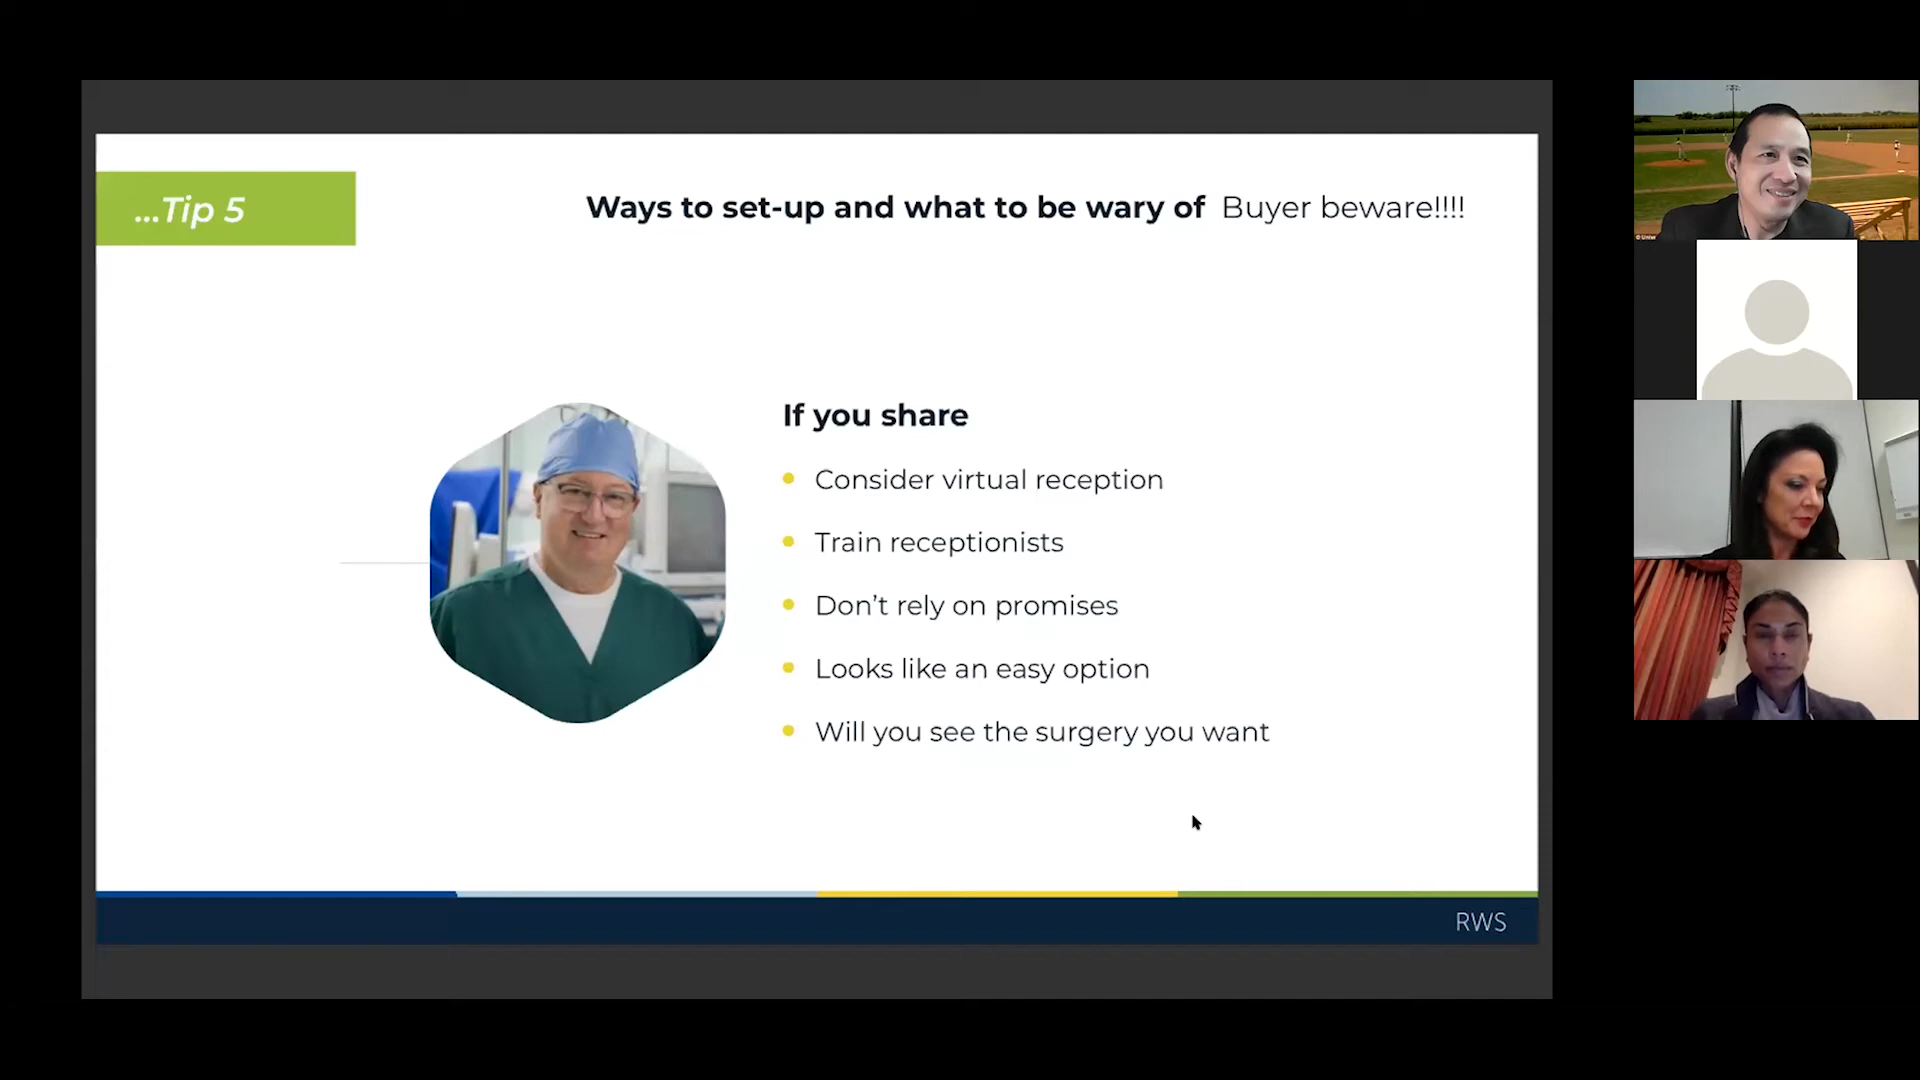 ...Tip 5
Ways to set-up and what to be wary of Buyer beware!!!!
If you share
Consider virtual reception
Train receptionists
Don’t rely on promises
Looks like an easy option
Will you see the surgery you want
RWS